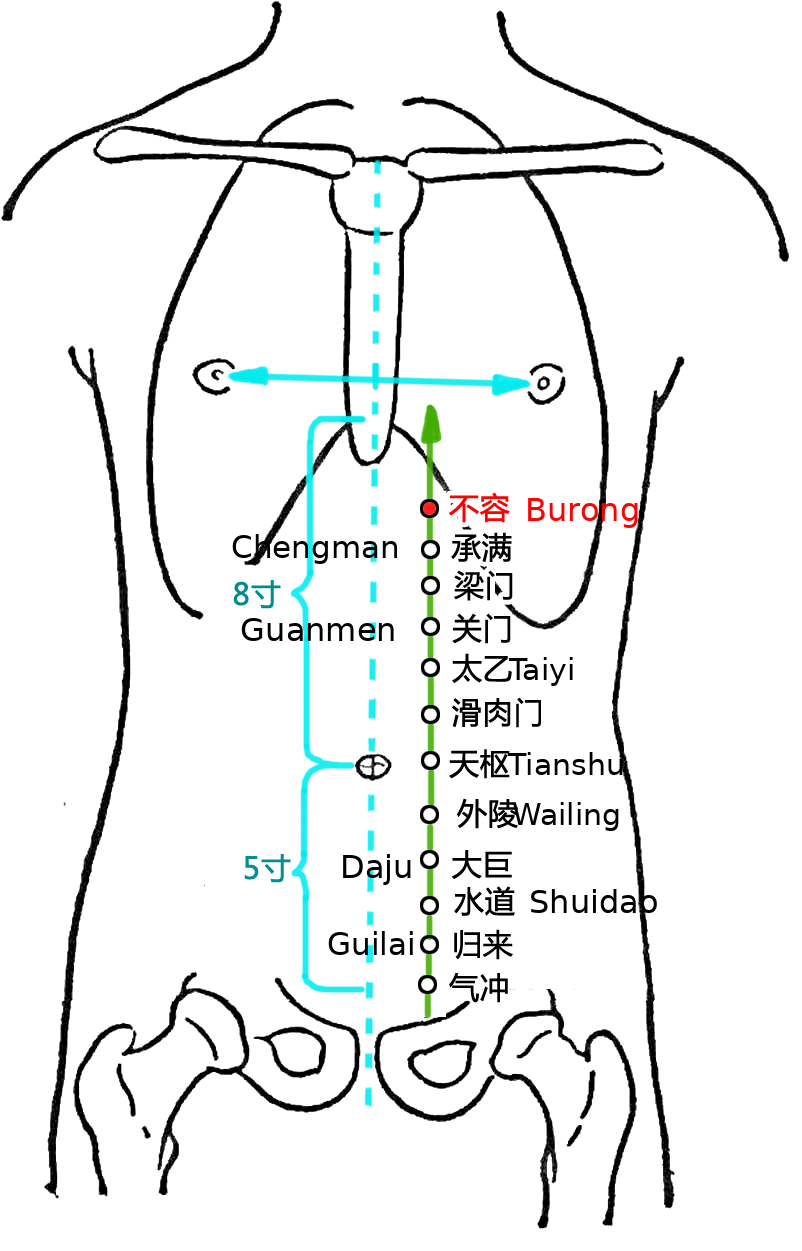 不容 Burong
Chengman 承满
梁门
8寸
Guanmen 关门
太乙Taiyi
滑肉门
天枢Tianshu
外陵Wailing
5寸
Daju 大巨
水道 Shuidao
Guilai 归来
气冲